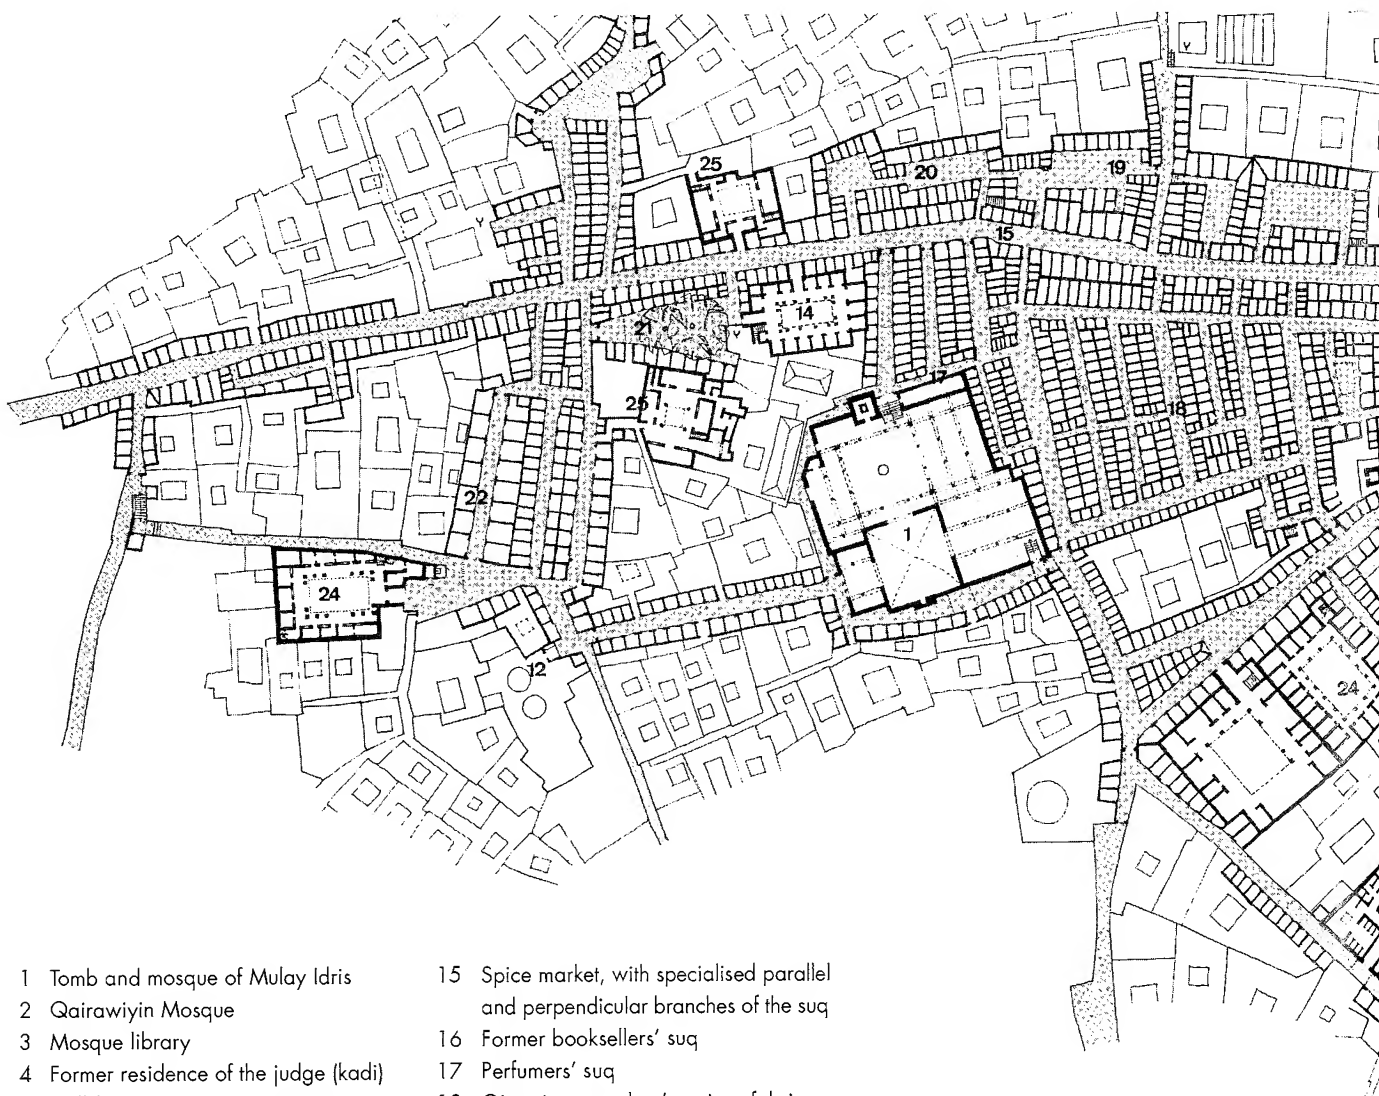 25
20
19
15
21
14
25
17
22
18
1
24
12
24
1 Tomb and mosque of Mulay Idris
2 Qairawiyin Mosque
3 Mosque library
4 Former residence of the judge (kadi)
15 Spice market, with specialised parallel
and perpendicular branches of the suq
16 Former booksellers' suq
17 Perfumers' suq